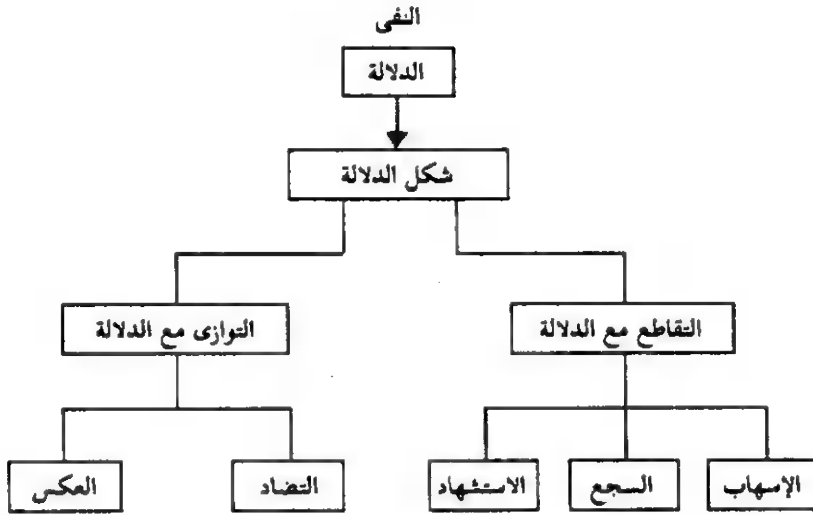 النفى
الدلالة
شكل الدلالة
التقاطع مع الدلالة
التوازى مع الدلالة
الإسهاب
السجع
الاستشهاد
التضاد
العكس